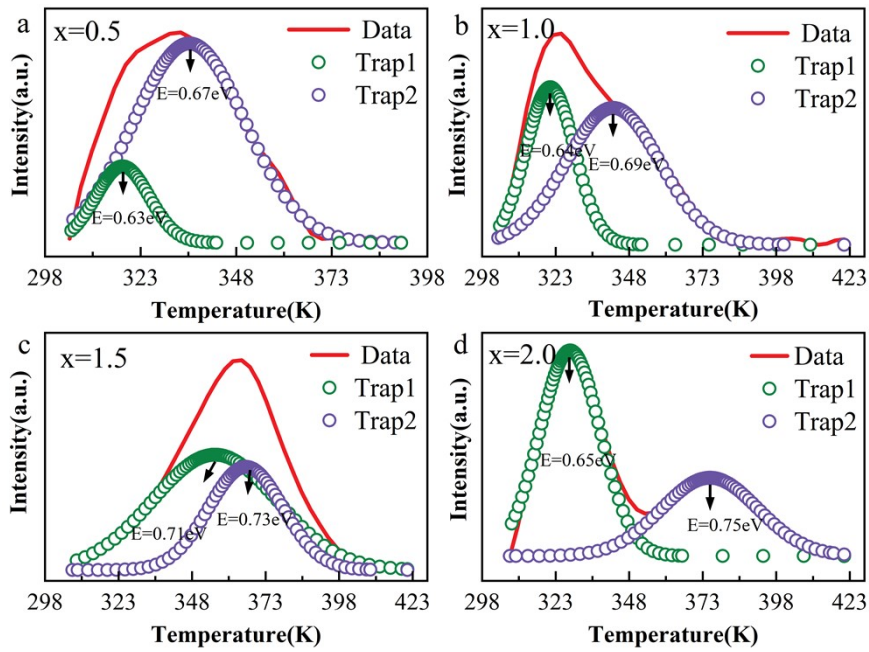 a
x=0.5
Data
Trap1
Trap2
E=0.67eV
E=0.63eV
Intensity(a.u.)
298 323 348 373 398
Temperature(K)
b
x=1.0
Data
Trap1
Trap2
E=0.64eV
E=0.69eV
Intensity(a.u.)
298 323 348 373 398 423
Temperature(K)
c
x=1.5
Data
Trap1
Trap2
E=0.71eV
E=0.73eV
Intensity(a.u.)
298 323 348 373 398 423
Temperature(K)
d
x=2.0
Data
Trap1
Trap2
E=0.65eV
E=0.75eV
Intensity(a.u.)
298 323 348 373 398 423
Temperature(K)